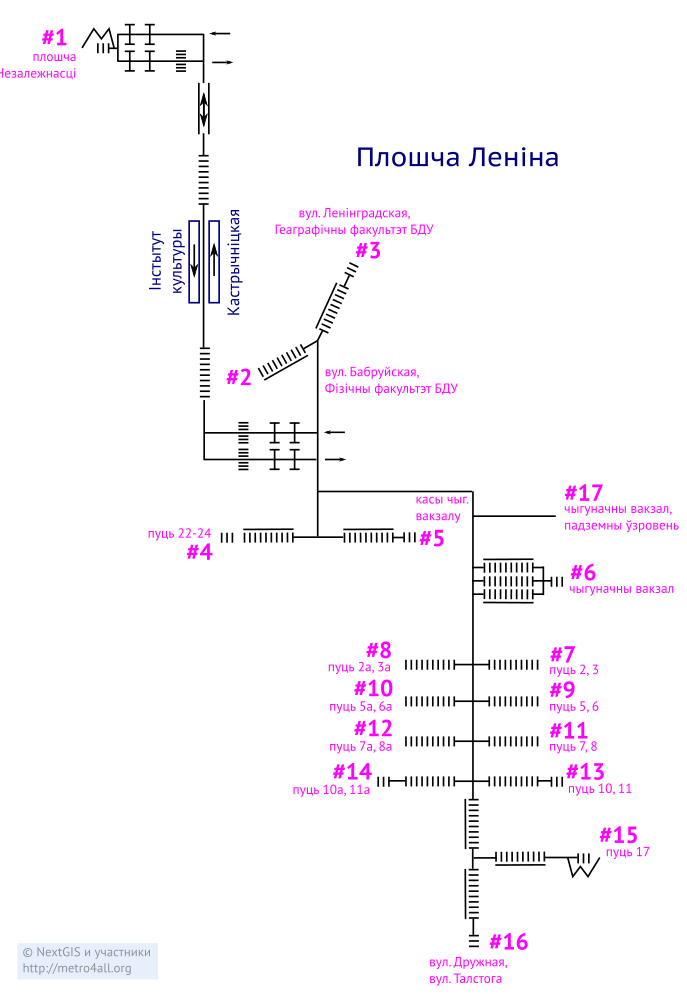 #1
плошча
Незалежнасці
Плошча Леніна
вул. Ленінградская,
Геаграфічны факультэт БДУ
#3
Інстытут
культуры
Кастрычніцкая
#2
вул. Бабруйская,
Фізічны факультэт БДУ
касы чыг.
вакзалу
#17
чыгуначны вакзал,
падземны ўзровень
пуць 22-24
#4
#5
#6
чыгуначны вакзал
#8
пуць 2а, 3а
#7
пуць 2, 3
#10
пуць 5а, 6а
#9
пуць 5, 6
#12
пуць 7а, 8а
#11
пуць 7, 8
#14
пуць 10а, 11а
#13
пуць 10, 11
#15
пуць 17
#16
вул. Дружная,
вул. Талстога
© NextGIS и участники
http://metro4all.org